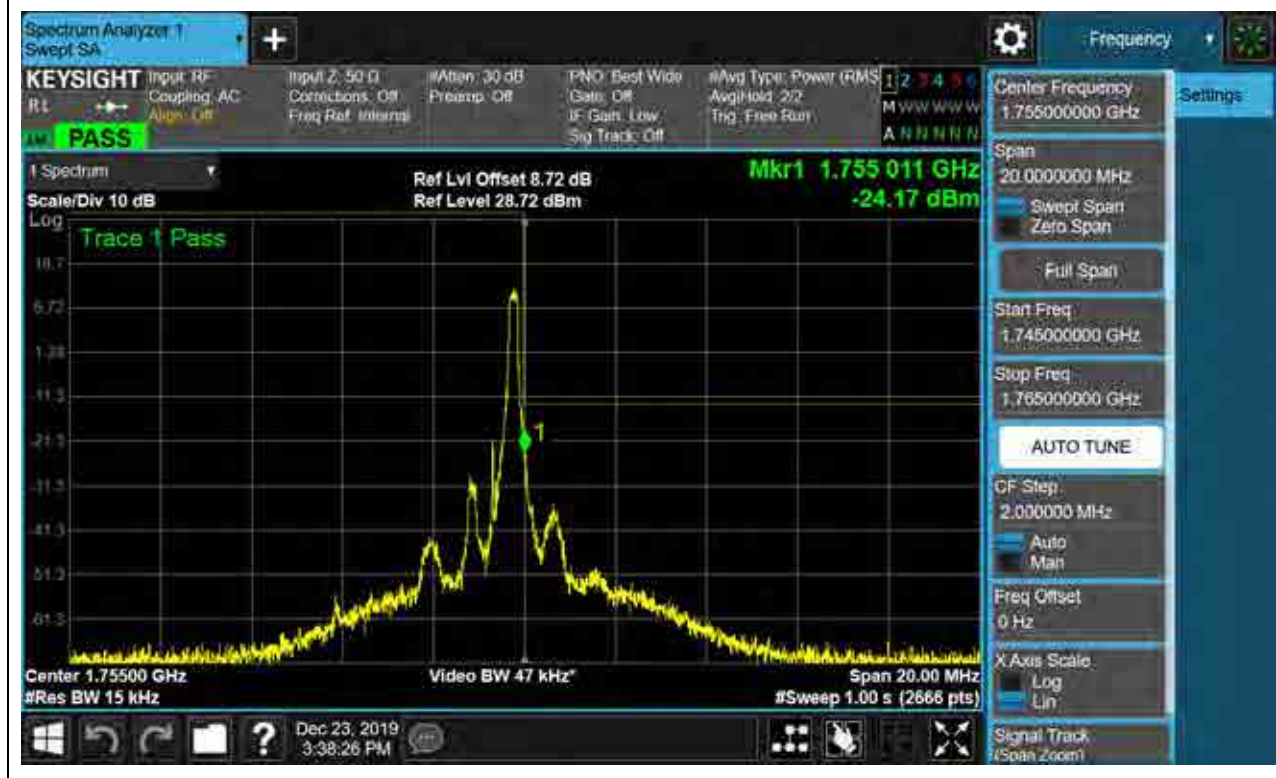 Spectrum Analyzer 1
Swept SA
+
Frequency
KEYSIGHT
Input: RF
Coupling: AC
Align: Off
Input Z: 50 Ω
Corrections: Off
Freq Ref: Internal
#Atten: 30 dB
Preamp: Off
PNO: Best Wide
Gate: Off
IF Gain: Low
Sig Track: Off
#Avg Type: Power (RMS
Avg|Hold: 2/2
Trig: Free Run
1 2 3 4 5 6
M W W W W W
A N N N N N
R L
PASS
Center Frequency
1.755000000 GHz
Settings
Span
20.0000000 MHz
Swept Span
Zero Span
Full Span
Start Freq
1.745000000 GHz
Stop Freq
1.765000000 GHz
AUTO TUNE
CF Step
2.000000 MHz
Auto
Man
Freq Offset
0 Hz
X Axis Scale
Log
Lin
Signal Track
(Span Zoom)
1 Spectrum
Scale/Div 10 dB
Ref Lvl Offset 8.72 dB
Ref Level 28.72 dBm
Mkr1 1.755 011 GHz
-24.17 dBm
Log
Trace 1 Pass
18.7
8.72
-1.28
-11.3
-21.3
-31.3
-41.3
-51.3
-61.3
1
Center 1.75500 GHz
#Res BW 15 kHz
Video BW 47 kHz*
Span 20.00 MHz
#Sweep 1.00 s (2666 pts)
?
Dec 23, 2019
3:38:26 PM